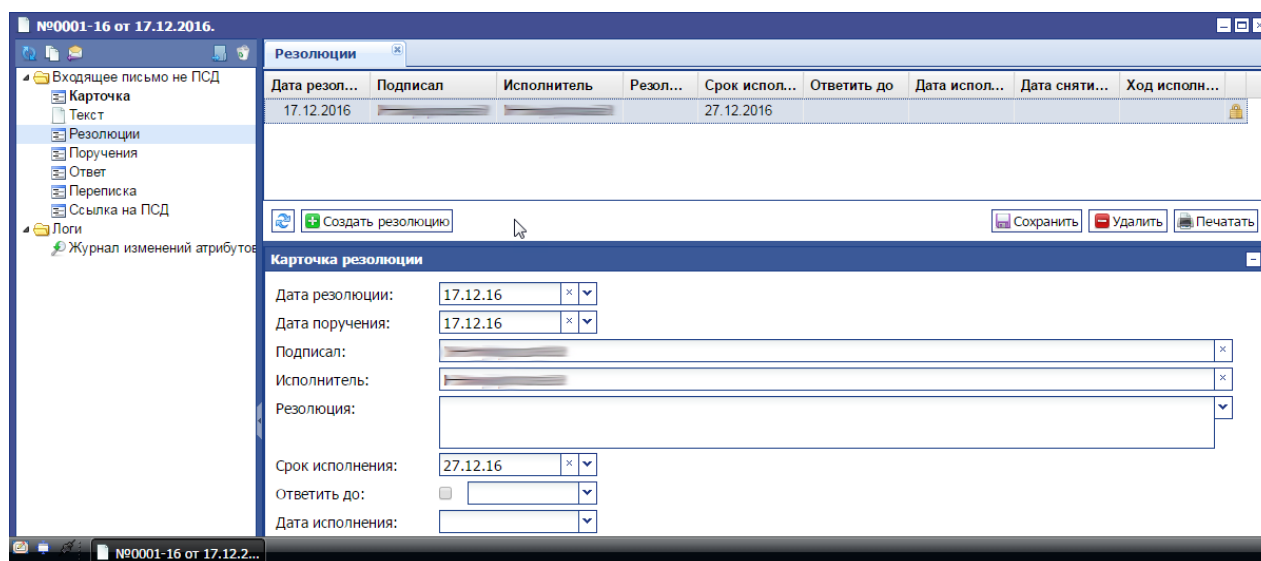 №0001-16 от 17.12.2016.
Резолюции
Входящее письмо не ПСД
Карточка
Текст
Резолюции
Поручения
Ответ
Переписка
Ссылка на ПСД
Логи
Журнал изменений атрибутов
Дата резол... Подписал Исполнитель Резол... Срок испол... Ответить до Дата испол... Дата сняти... Ход исполн...
17.12.2016 27.12.2016
Создать резолюцию Сохранить Удалить Печатать
Карточка резолюции
Дата резолюции: 17.12.16
Дата поручения: 17.12.16
Подписал:
Исполнитель:
Резолюция:
Срок исполнения: 27.12.16
Ответить до:
Дата исполнения:
№0001-16 от 17.12.2...